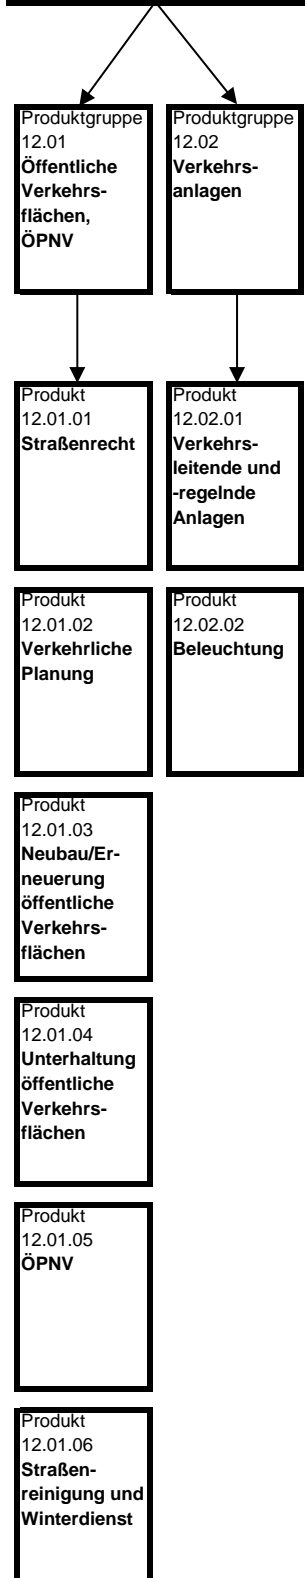 Produktgruppe
12.01
Öffentliche
Verkehrs-
flächen,
ÖPNV
Produktgruppe
12.02
Verkehrs-
anlagen
Produkt
12.01.01
Straßenrecht
Produkt
12.02.01
Verkehrs-
leitende und
-regelnde
Anlagen
Produkt
12.01.02
Verkehrliche
Planung
Produkt
12.02.02
Beleuchtung
Produkt
12.01.03
Neubau/Er-
neuerung
öffentliche
Verkehrs-
flächen
Produkt
12.01.04
Unterhaltung
öffentliche
Verkehrs-
flächen
Produkt
12.01.05
ÖPNV
Produkt
12.01.06
Straßen-
reinigung und
Winterdienst